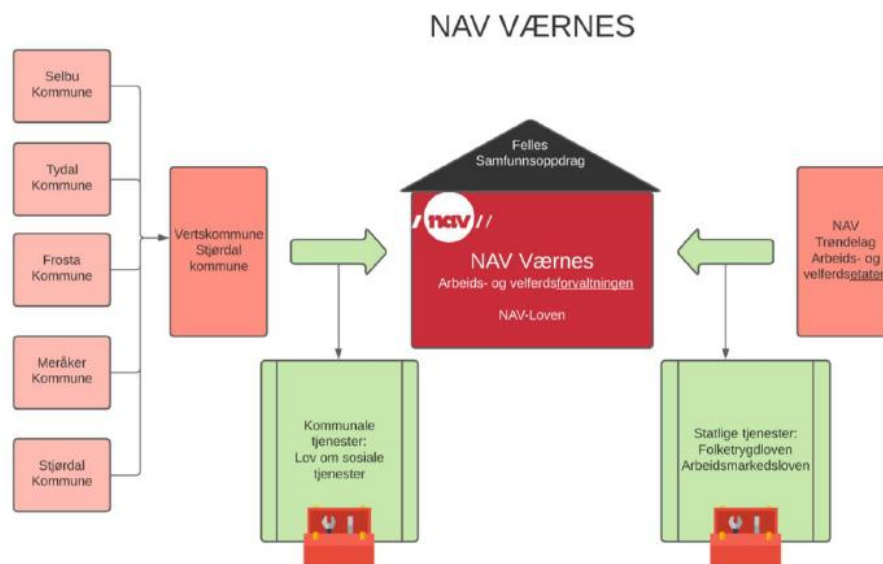 NAV VÆRNES
Selbu
Kommune
Tydal
Kommune
Frosta
Kommune
Meråker
Kommune
Stjørdal
Kommune
Vertskommune
Stjørdal
kommune
Felles
Samfunnsoppdrag
nav
NAV Værnes
Arbeids- og velferdsforvaltningen
NAV-Loven
NAV
Trøndelag
Arbeids- og
velferdsetaten
Kommunale
tjenester:
Lov om sosiale
tjenester
Statlige tjenester:
Folketrygdloven
Arbeidsmarkedsloven